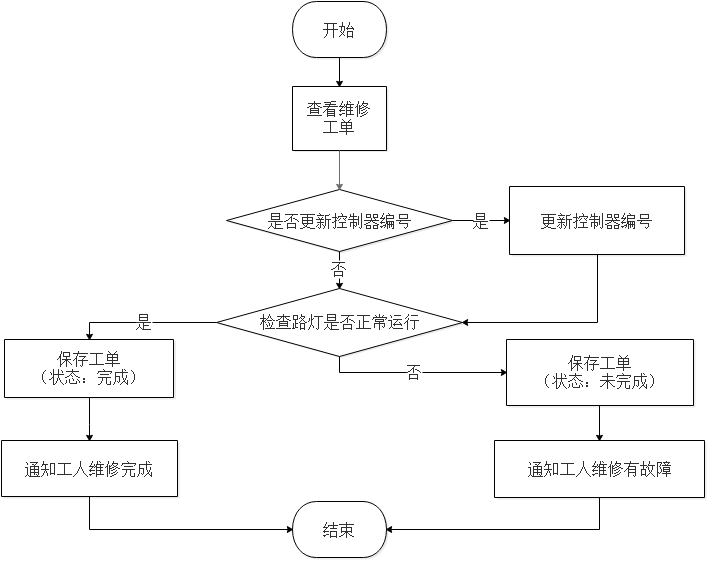 开始
查看维修
工单
是否更新控制器编号
是
更新控制器编号
否
检查路灯是否正常运行
是
保存工单
（状态：完成）
否
保存工单
（状态：未完成）
通知工人维修完成
通知工人维修有故障
结束